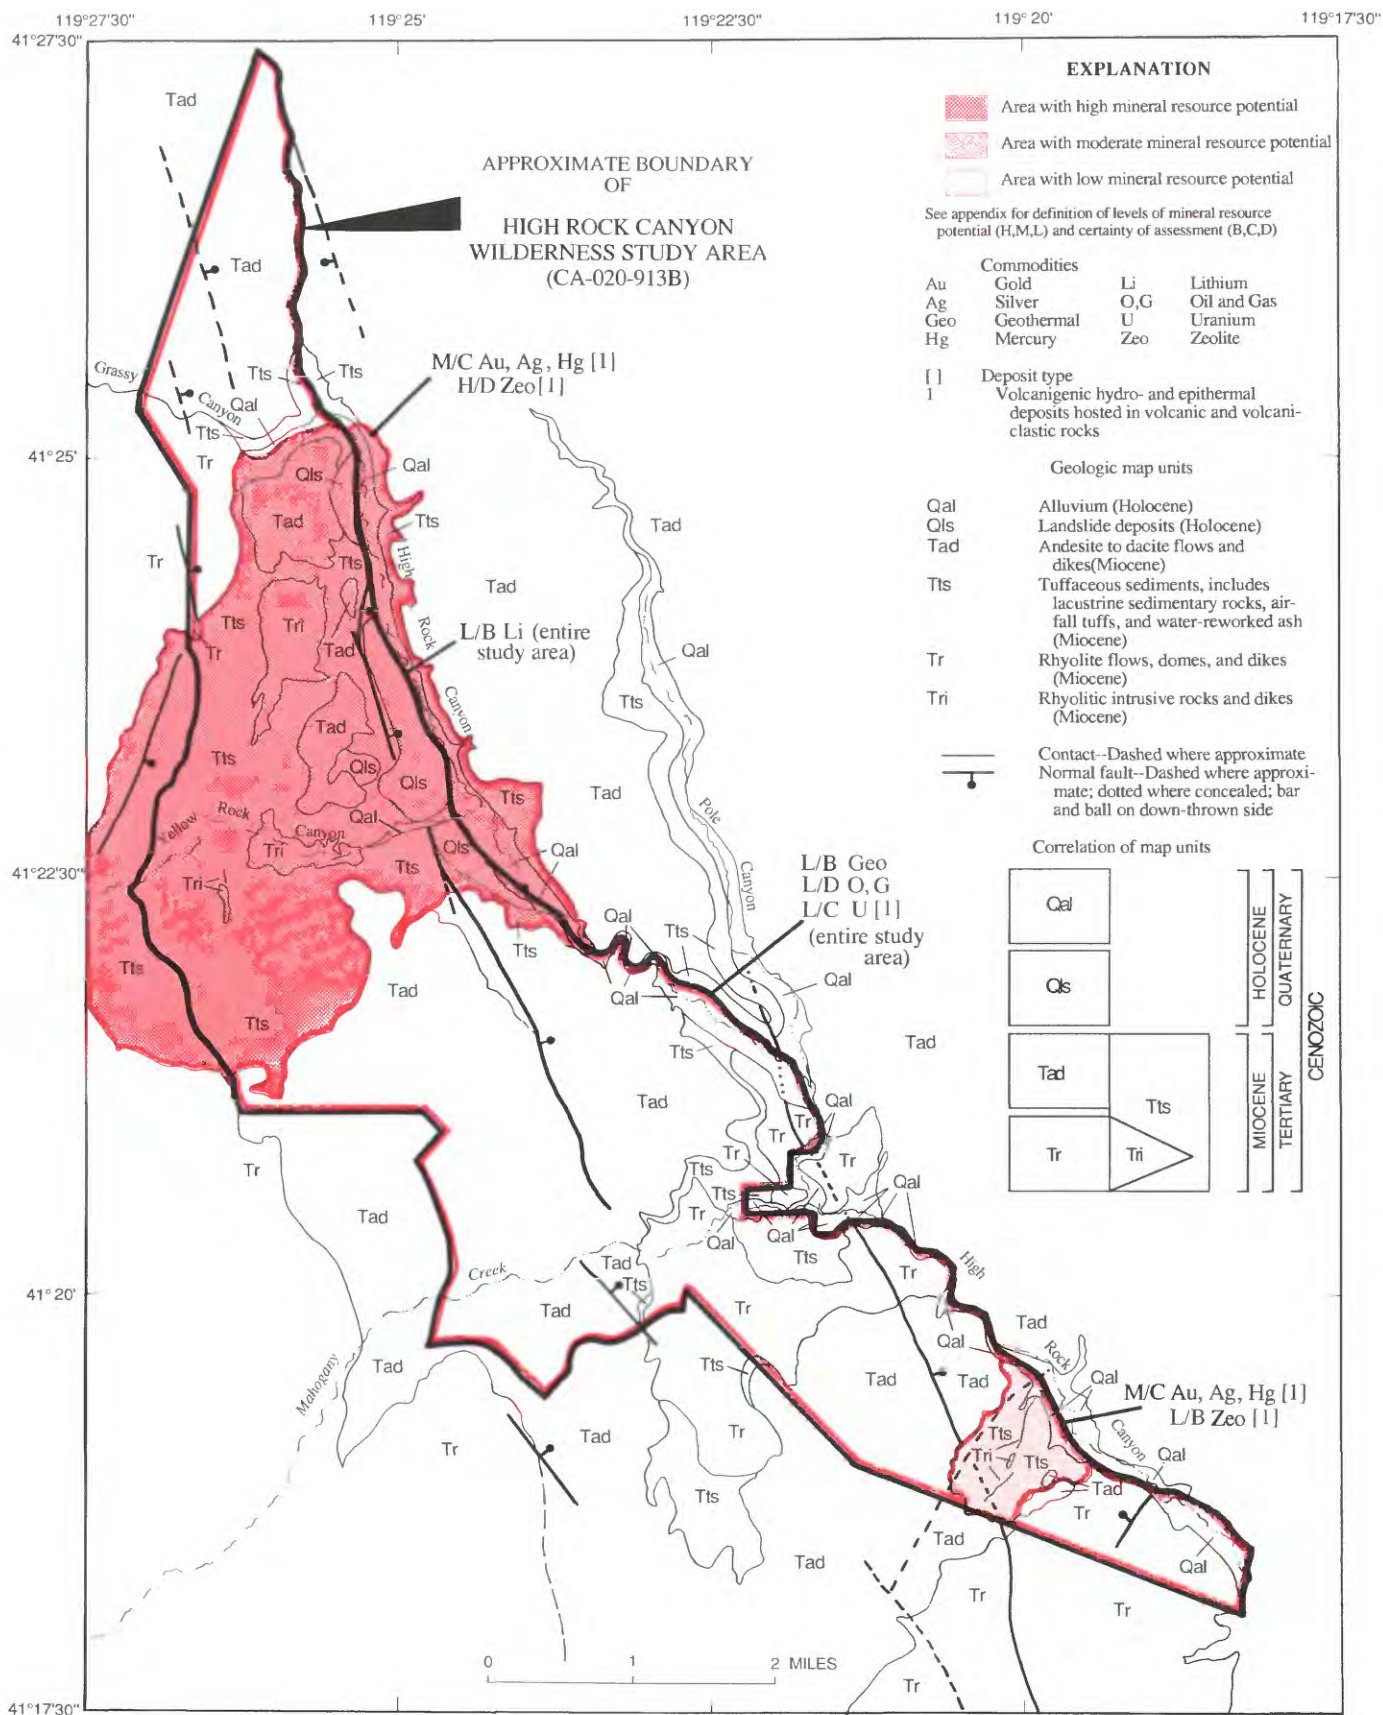 119°27'30"
119°25'
119°22'30"
119°20'
119°17'30"
41°27'30"
EXPLANATION
Area with high mineral resource potential
Area with moderate mineral resource potential
Area with low mineral resource potential
See appendix for definition of levels of mineral resource
potential (H,M,L) and certainty of assessment (B,C,D)
Commodities
Au Gold Li Lithium
Ag Silver O,G Oil and Gas
Geo Geothermal U Uranium
Hg Mercury Zeo Zeolite
[ ] Deposit type
1 Volcanigenic hydro- and epithermal
deposits hosted in volcanic and volcani-
clastic rocks
Geologic map units
Qal Alluvium (Holocene)
Qls Landslide deposits (Holocene)
Tad Andesite to dacite flows and
dikes(Miocene)
Tts Tuffaceous sediments, includes
lacustrine sedimentary rocks, air-
fall tuffs, and water-reworked ash
(Miocene)
Tr Rhyolite flows, domes, and dikes
(Miocene)
Tri Rhyolitic intrusive rocks and dikes
(Miocene)
Contact--Dashed where approximate
Normal fault--Dashed where approxi-
mate; dotted where concealed; bar
and ball on down-thrown side
Correlation of map units
Qal
Qls
Tad
Tts
Tr
Tri
HOLOCENE
QUATERNARY
MIOCENE
TERTIARY
CENOZOIC
APPROXIMATE BOUNDARY
OF
HIGH ROCK CANYON
WILDERNESS STUDY AREA
(CA-020-913B)
Tad
Tad
M/C Au, Ag, Hg [1]
H/D Zeo [1]
Grassy
Canyon
Tts
Tts
Qal
Tts
Tr
41°25'
Qls
Qal
Tad
Tts
Tad
Tr
Tts
High
Tad
Tts
Tri
Tad
Rock
L/B Li (entire
study area)
Tr
Qal
Canyon
Tts
Tad
Tts
Qls
Qls
Tts
Tad
Pole
Yellow
Rock
Canyon
Qal
Tri
Qls
Qal
Tts
Canyon
41°22'30"
L/B Geo
L/D O, G
L/C U [1]
(entire study
area)
Tri
Tts
Tts
Qal
Tts
Tad
Qal
Qal
Tts
Tts
Tad
Tad
Qal
Tr
Tr
Tr
Tr
Tr
Tts
Tts
Qal
Tad
Tr
Qal
Qal
Qal
Tts
Creek
Tad
Tts
High
Tr
41°20'
Tad
Tr
Tad
Qal
Rock
Mahogany
Tad
Tad
Tts
Tad
Tad
Qal
M/C Au, Ag, Hg [1]
L/B Zeo [1]
Tr
Tad
Tr
Tts
Tri
Tts
Canyon
Qal
Tts
Tad
Tr
Tad
Tad
Qal
Tr
Tr
Tr
0 1 2 MILES
41°17'30"